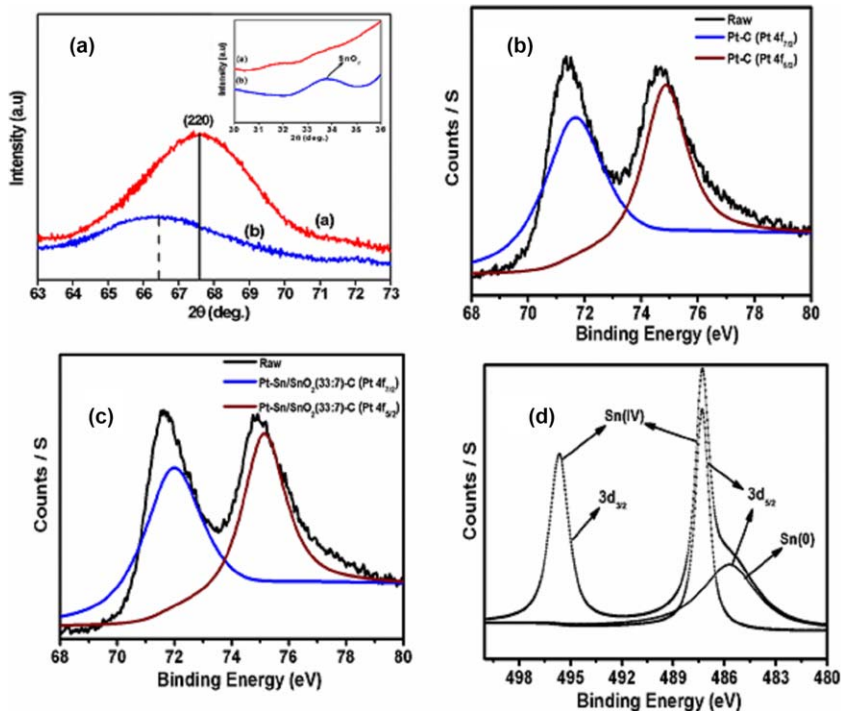 (a)
Intensity (a.u)
(220)
(a)
(b)
63 64 65 66 67 68 69 70 71 72 73
2θ (deg.)
Intensity (a.u)
(a)
(b)
SnO₂
30 31 32 33 34 35 36
2θ (deg.)
(b)
Raw
Pt-C (Pt 4f₇/₂)
Pt-C (Pt 4f₅/₂)
Counts / S
68 70 72 74 76 78 80
Binding Energy (eV)
(c)
Raw
Pt-Sn/SnO₂(33:7)-C (Pt 4f₇/₂)
Pt-Sn/SnO₂(33:7)-C (Pt 4f₅/₂)
Counts / S
68 70 72 74 76 78 80
Binding Energy (eV)
(d)
Sn(IV)
3d₃/₂
3d₅/₂
Sn(0)
Counts / S
498 495 492 489 486 483 480
Binding Energy (eV)